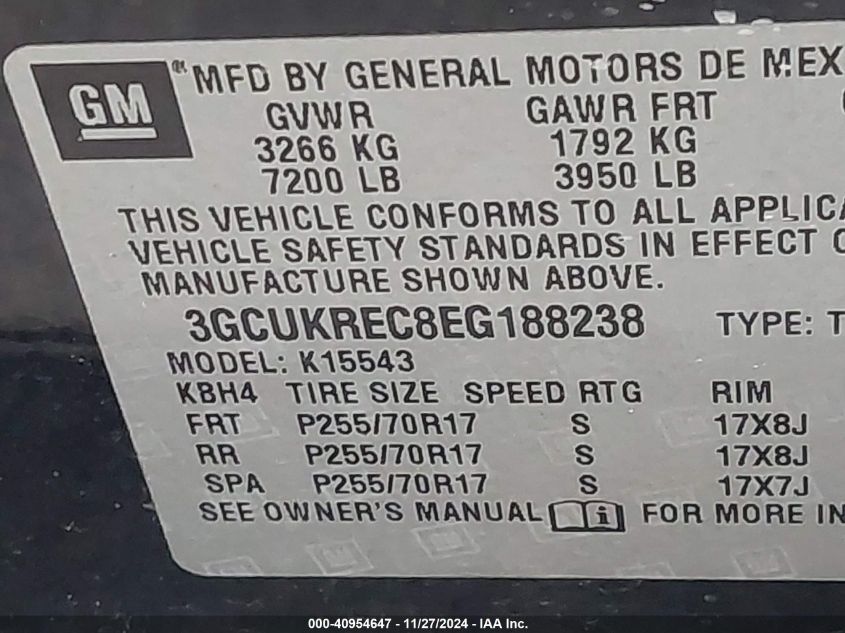 GM ® MFD BY GENERAL MOTORS DE MEX
GVWR GAWR FRT
3266 KG 1792 KG
7200 LB 3950 LB
THIS VEHICLE CONFORMS TO ALL APPLICA
VEHICLE SAFETY STANDARDS IN EFFECT O
MANUFACTURE SHOWN ABOVE.
3GCUKREC8EG188238 TYPE: T
MODEL: K15543
KBH4 TIRE SIZE SPEED RTG RIM
FRT P255/70R17 S 17X8J
RR P255/70R17 S 17X8J
SPA P255/70R17 S 17X7J
SEE OWNER'S MANUAL i FOR MORE IN
000-40954647 - 11/27/2024 - IAA Inc.